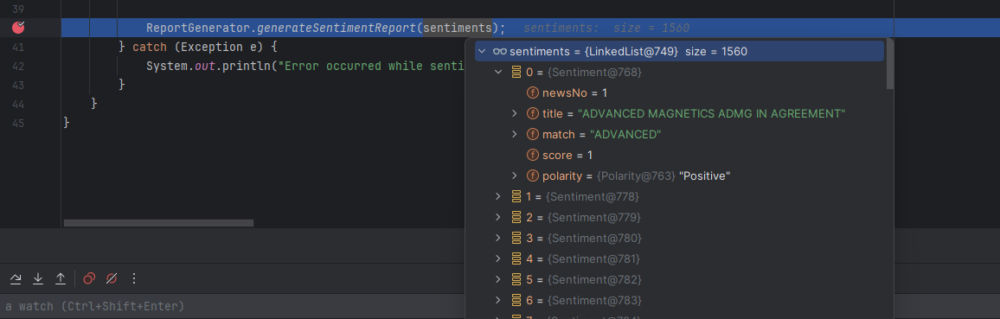 39
ReportGenerator.generateSentimentReport(sentiments); sentiments: size = 1560
41 } catch (Exception e) {
42 System.out.println("Error occurred while senti
43 }
44 }
45 }
sentiments = {LinkedList@749} size = 1560
0 = {Sentiment@768}
f newsNo = 1
f title = "ADVANCED MAGNETICS ADMG IN AGREEMENT"
f match = "ADVANCED"
f score = 1
f polarity = {Polarity@763} "Positive"
1 = {Sentiment@778}
2 = {Sentiment@779}
3 = {Sentiment@780}
4 = {Sentiment@781}
5 = {Sentiment@782}
6 = {Sentiment@783}
a watch (Ctrl+Shift+Enter)